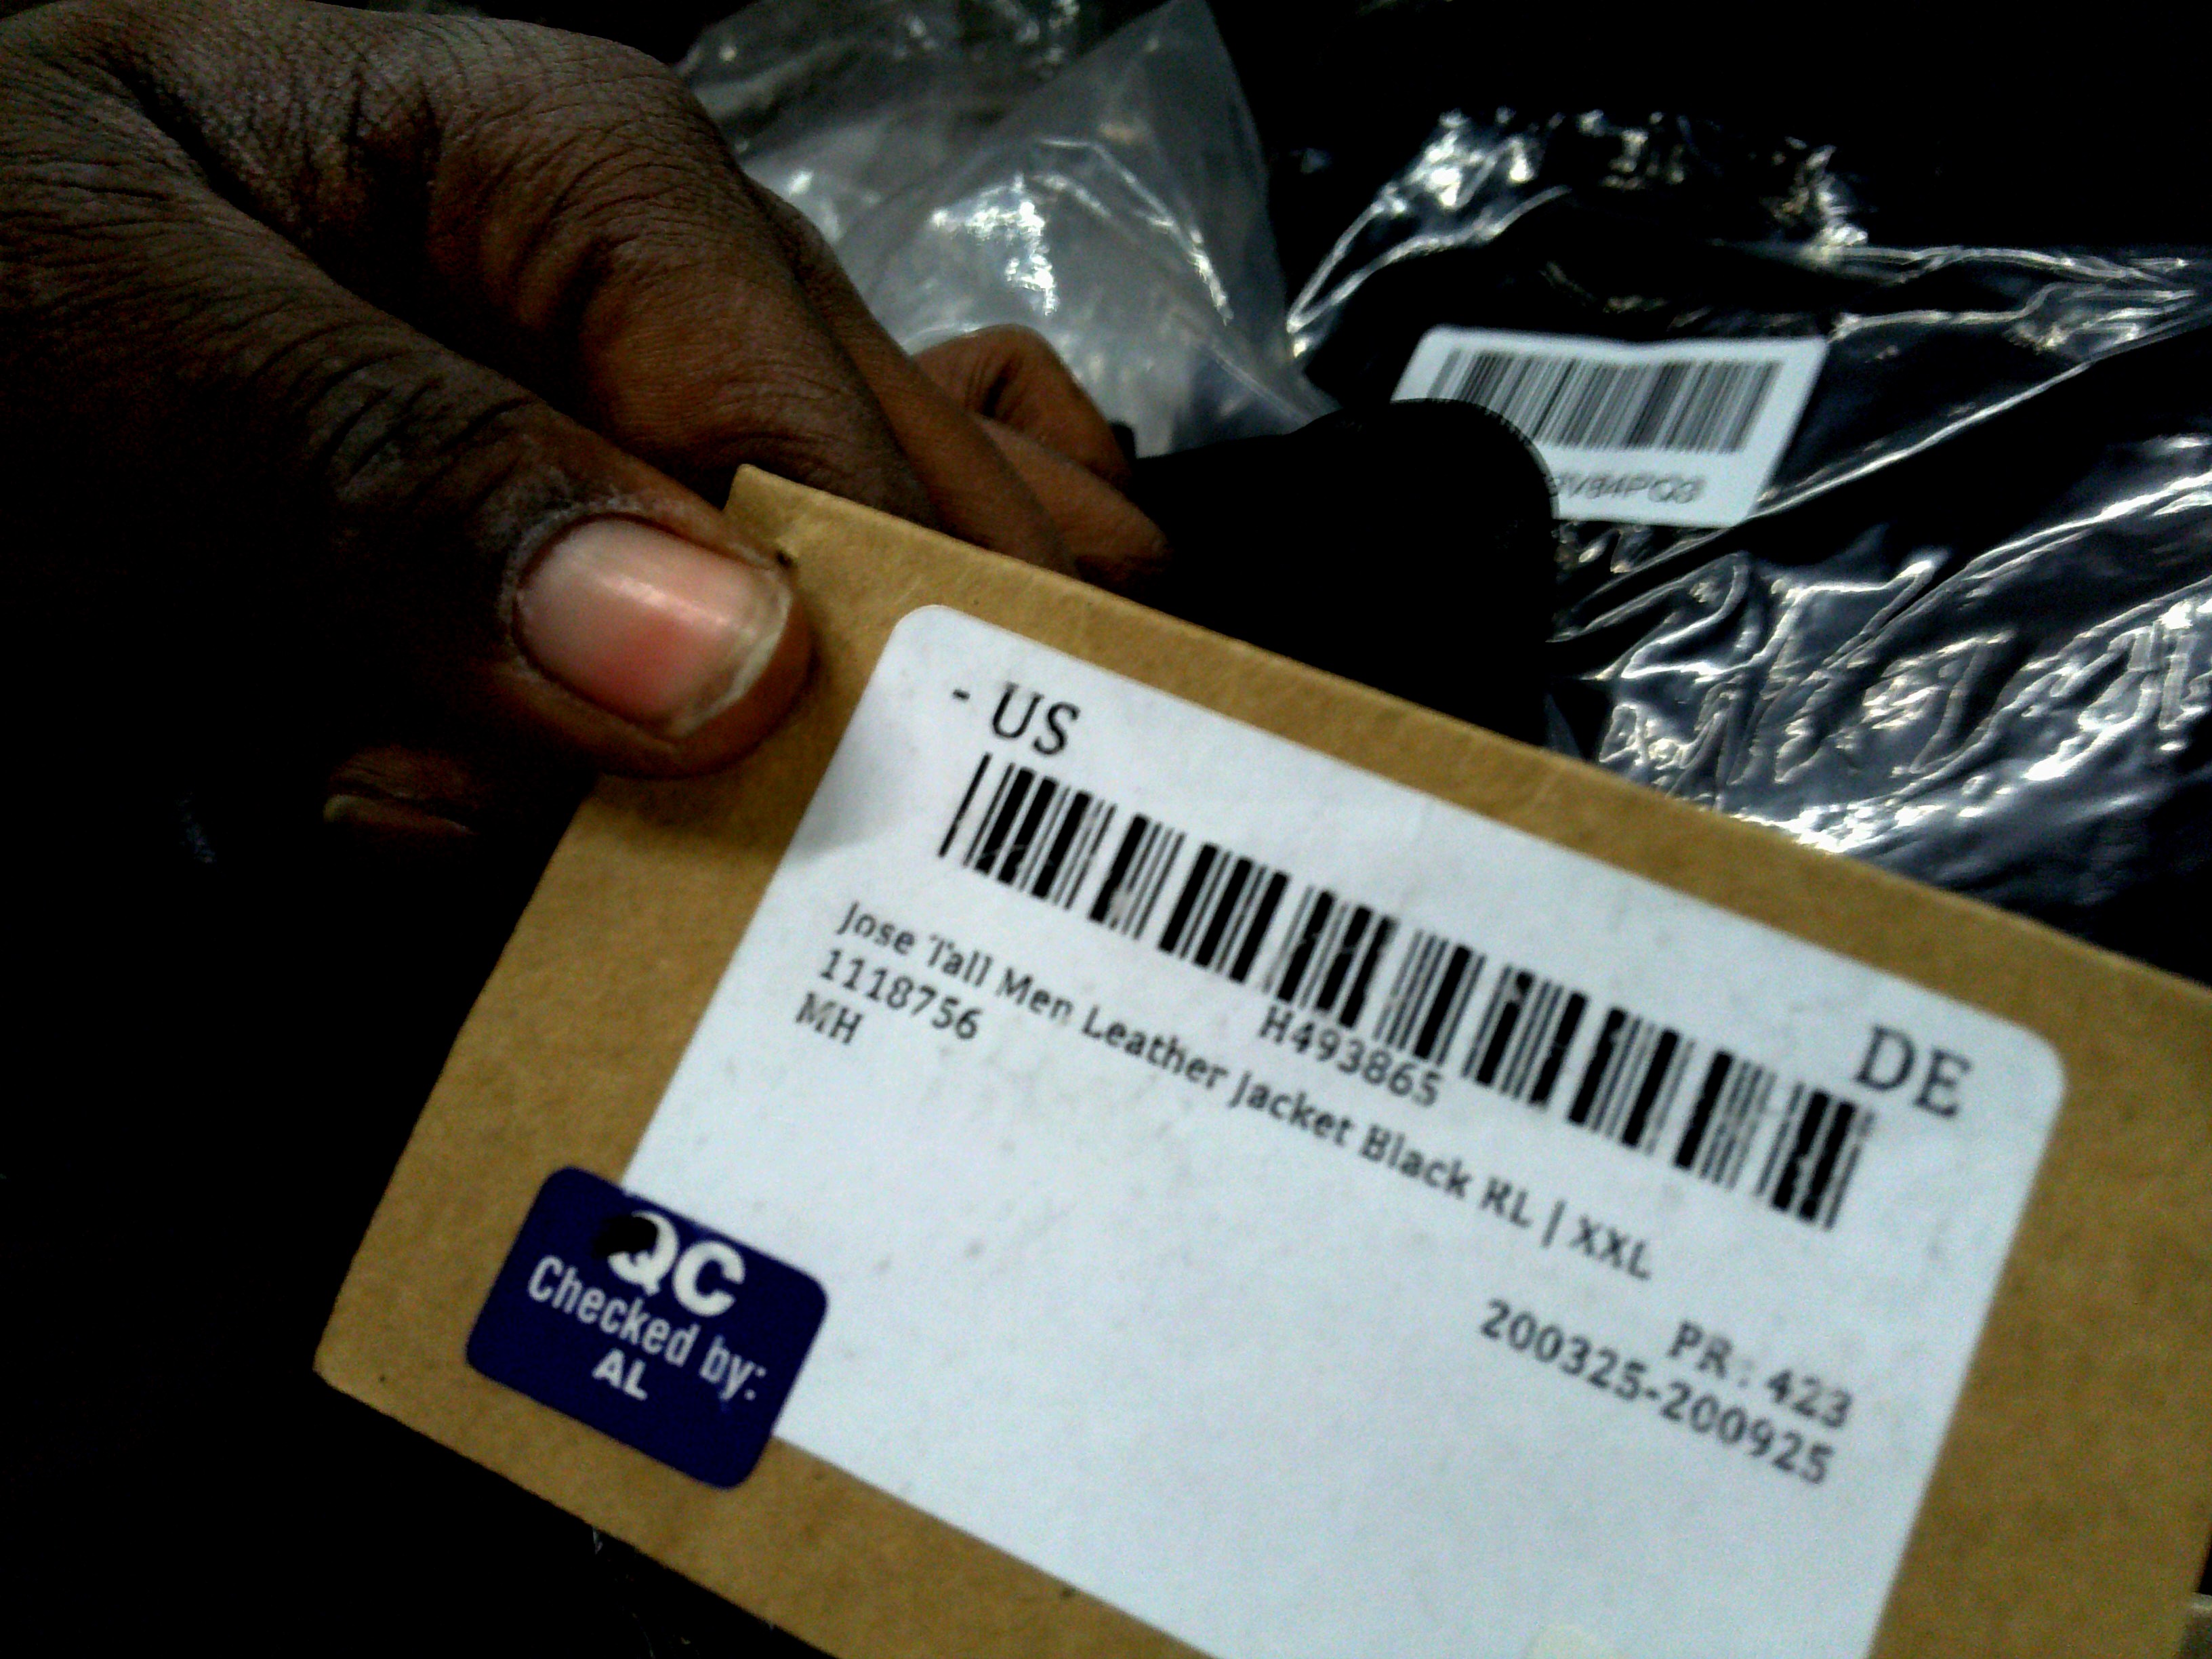 - US
DE
H493865
Jose Tall Men Leather Jacket Black RL | XXL
1118756
MH
PR: 423
200325-200925
QC
Checked by:
AL